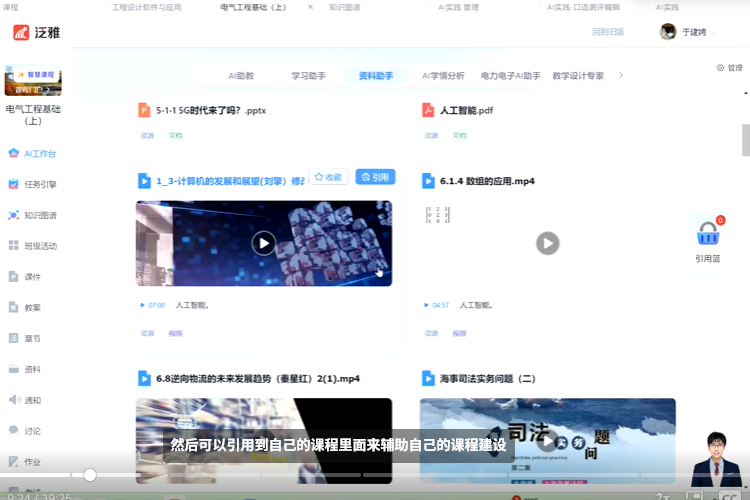 课程
工程设计软件与应用
电气工程基础（上）
×
知识图谱
AI实践 管理
AI实践·口语测评编辑
AI实践
泛雅
回到旧版
于建娉
智慧课程
课程门户 >
电气工程基础
（上）
AI助教
学习助手
资料助手
AI学情分析
电力电子AI助手
教学设计专家
>
管理
AI工作台
任务引擎
知识图谱
班级活动
课件
教案
章节
资料
通知
讨论
作业
5-1-1 5G时代来了吗？.pptx
资源
文档
人工智能.pdf
资源
文档
1_3-计算机的发展和展望(刘擎）修2
收藏
引用
07:00
人工智能。
资源
视频
6.1.4 数组的应用.mp4
04:57
人工智能。
资源
视频
0
引用篮
6.8逆向物流的未来发展趋势（秦星红）2(1).mp4
海事司法实务问题（二）
司法
实务
问题
Maritime judicial practice
第二集
然后可以引用到自己的课程里面来辅助自己的课程建设
9:24 / 39:25
2x
CC